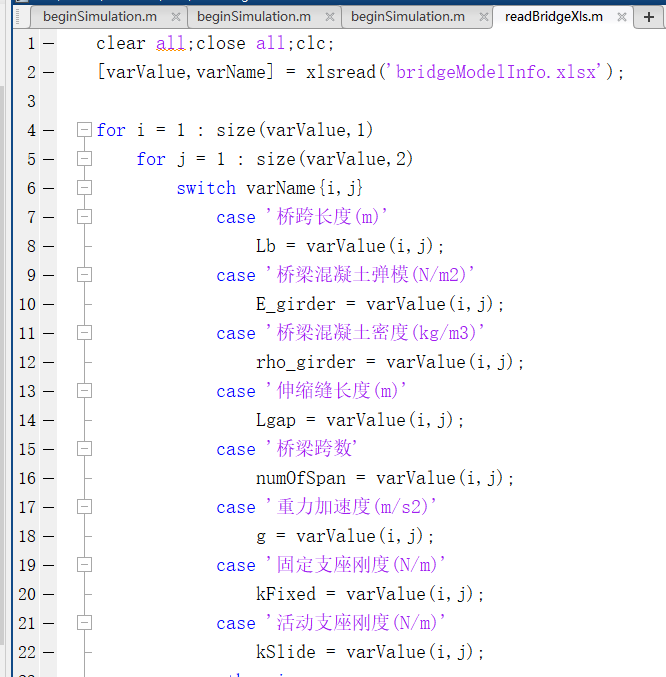 beginSimulation.m × beginSimulation.m × beginSimulation.m × readBridgeXls.m × +
1 clear all;close all;clc;
2 [varValue,varName] = xlsread('bridgeModelInfo.xlsx');
3
4 for i = 1 : size(varValue,1)
5 for j = 1 : size(varValue,2)
6 switch varName{i,j}
7 case '桥跨长度(m)'
8 Lb = varValue(i,j);
9 case '桥梁混凝土弹模(N/m2)'
10 E_girder = varValue(i,j);
11 case '桥梁混凝土密度(kg/m3)'
12 rho_girder = varValue(i,j);
13 case '伸缩缝长度(m)'
14 Lgap = varValue(i,j);
15 case '桥梁跨数'
16 numOfSpan = varValue(i,j);
17 case '重力加速度(m/s2)'
18 g = varValue(i,j);
19 case '固定支座刚度(N/m)'
20 kFixed = varValue(i,j);
21 case '活动支座刚度(N/m)'
22 kSlide = varValue(i,j);